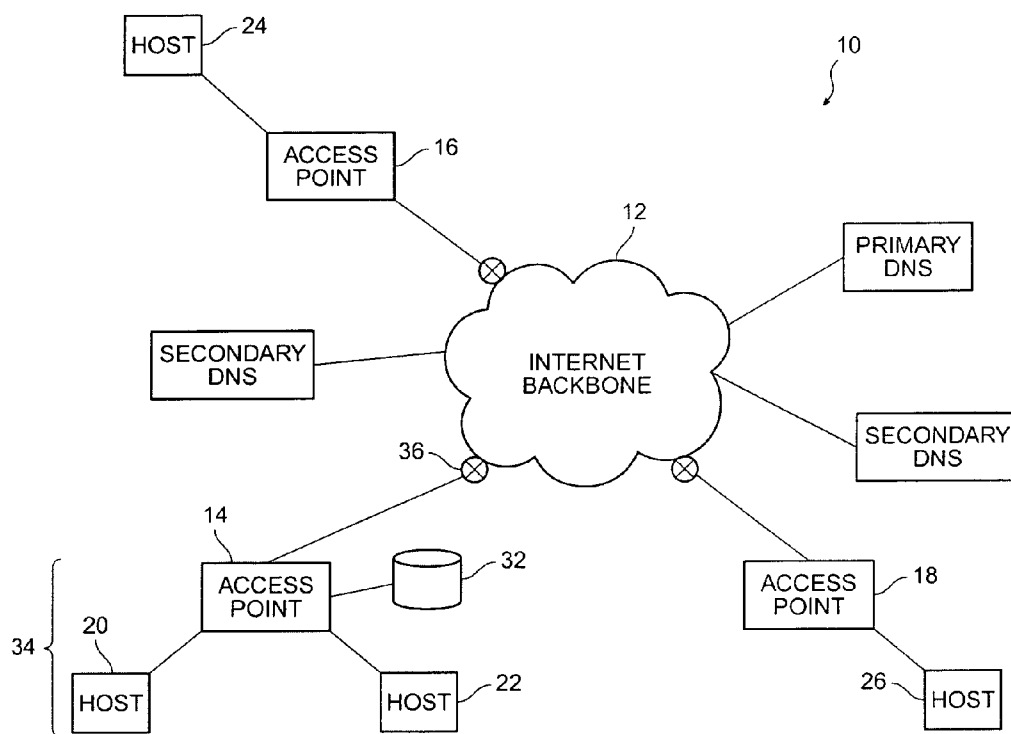 HOST
24
10
ACCESS
POINT
16
12
PRIMARY
DNS
SECONDARY
DNS
INTERNET
BACKBONE
SECONDARY
DNS
36
14
ACCESS
POINT
32
ACCESS
POINT
18
34
20
HOST
HOST
22
26
HOST